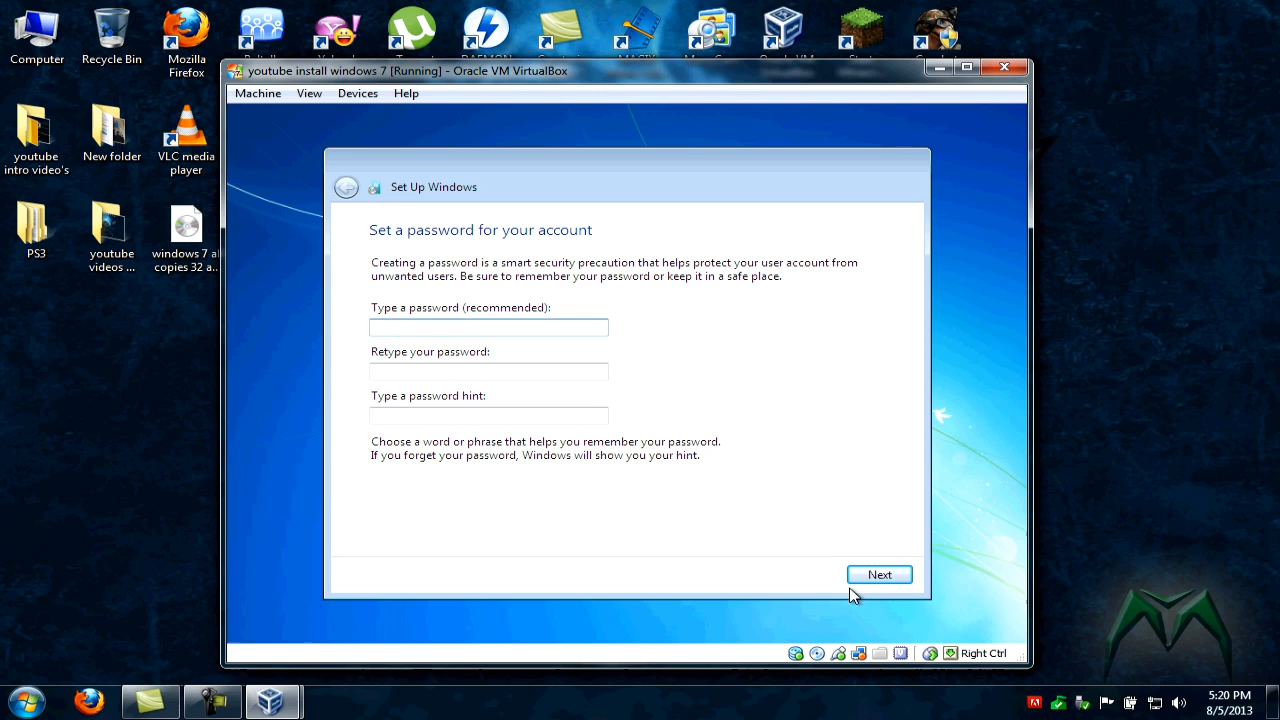 Computer
Recycle Bin
Mozilla
Firefox
youtube install windows 7 [Running] - Oracle VM VirtualBox
Machine View Devices Help
youtube
intro video's
New folder
VLC media
player
PS3
youtube
videos ...
windows 7 al
copies 32 a...
Set Up Windows
Set a password for your account
Creating a password is a smart security precaution that helps protect your user account from
unwanted users. Be sure to remember your password or keep it in a safe place.
Type a password (recommended):
Retype your password:
Type a password hint:
Choose a word or phrase that helps you remember your password.
If you forget your password, Windows will show you your hint.
Next
Right Ctrl
5:20 PM
8/5/2013